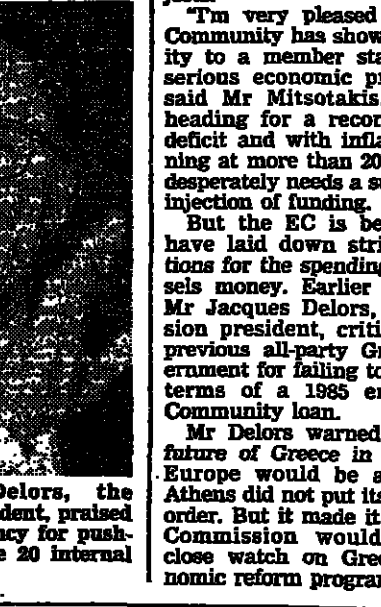 "I'm very pleased
Community has show
ity to a member sta
serious economic p
said Mr Mitsotakis
heading for a recor
deficit and with infla
ning at more than 20
desperately needs a su
injection of funding.
But the EC is be
have laid down stri
tions for the spending
sels money. Earlier
Mr Jacques Delors,
sion president, criti
previous all-party Gr
ernment for failing to
terms of a 1985 e
Community loan.
Mr Delors warned
future of Greece in
Europe would be a
Athens did not put its
order. But it made it
Commission would
close watch on Gree
nomic reform progra
Delors, the
dent, praised
ncy for push-
e 20 internal